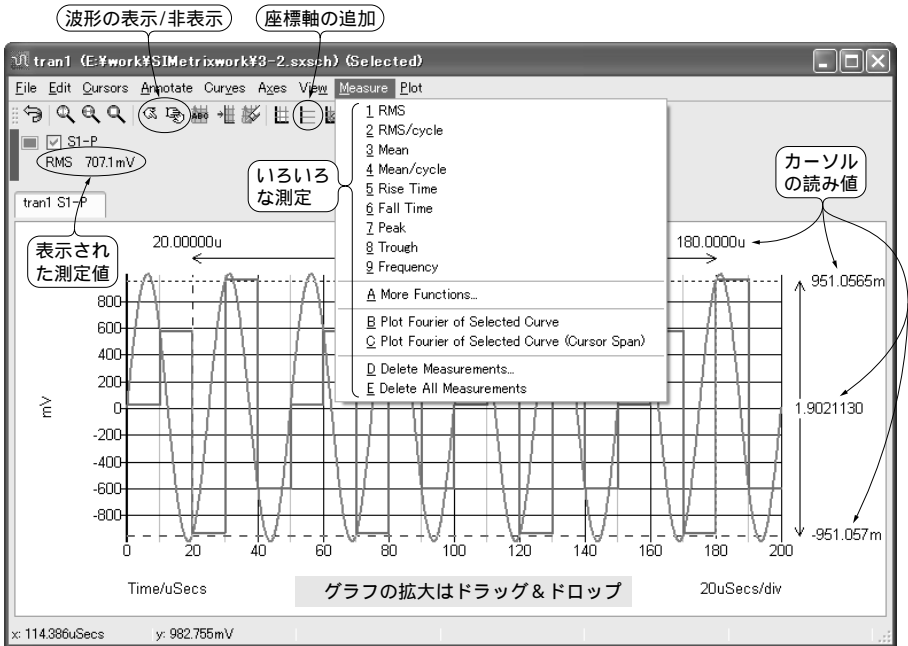 波形の表示/非表示
座標軸の追加
tran1 (E:¥work¥SIMetrixwork¥3-2.sxsch) (Selected)
File Edit Cursors Annotate Curves Axes View Measure Plot
ABC
S1-P
RMS 707.1mV
tran1 S1-P
表示され
た測定値
いろいろ
な測定
1 RMS
2 RMS/cycle
3 Mean
4 Mean/cycle
5 Rise Time
6 Fall Time
7 Peak
8 Trough
9 Frequency
A More Functions...
B Plot Fourier of Selected Curve
C Plot Fourier of Selected Curve (Cursor Span)
D Delete Measurements...
E Delete All Measurements
カーソル
の読み値
20.00000u
180.0000u
951.0565m
1.9021130
-951.057m
800
600
400
200
0
-200
-400
-600
-800
mV
0 20 40 60 80 100 120 140 160 180 200
Time/uSecs
グラフの拡大はドラッグ&ドロップ
20uSecs/div
x: 114.386uSecs y: 982.755mV